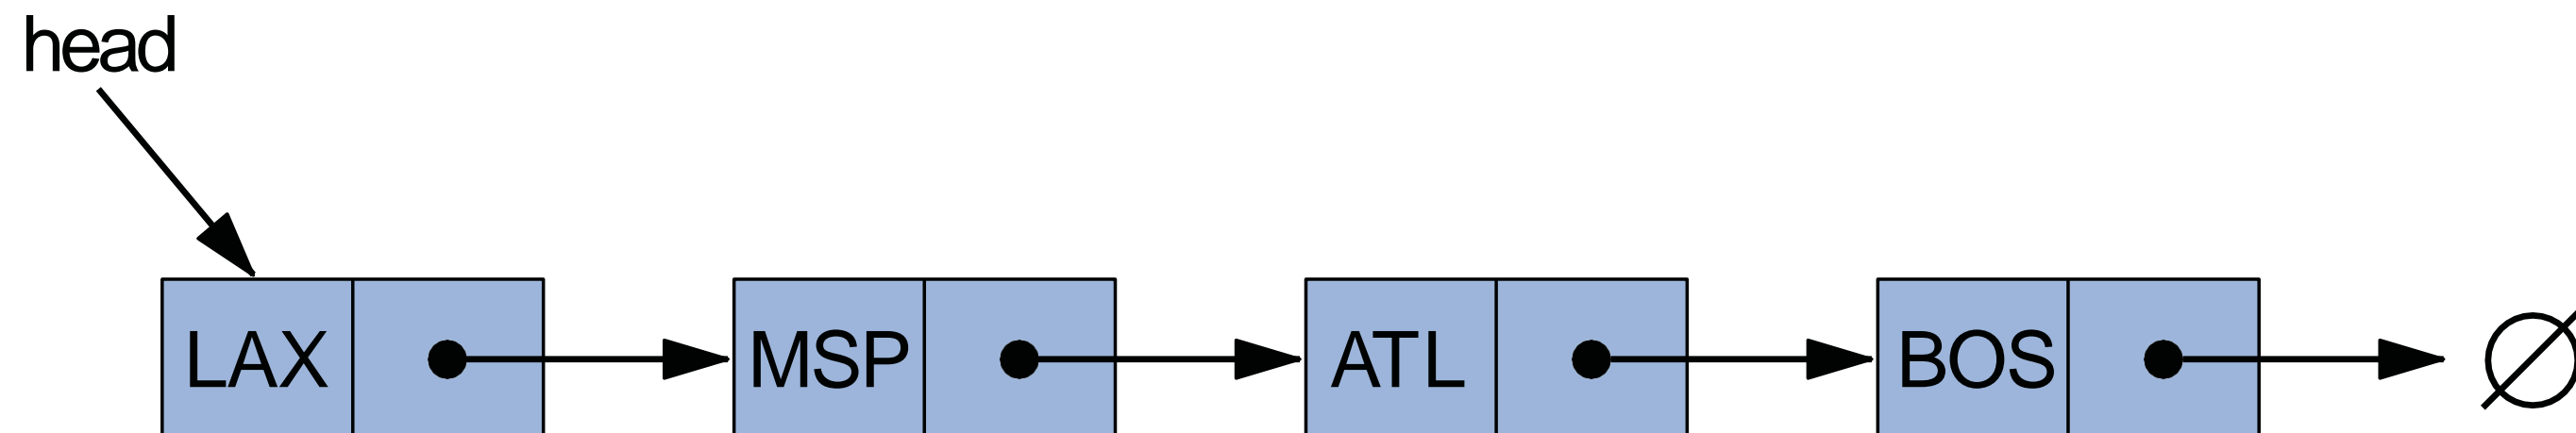 head
LAX MSP ATL BOS ∅